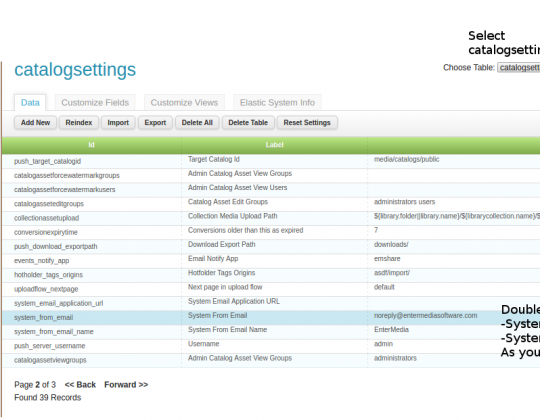 Select
catalogsettin
catalogsettings
Choose Table: catalogsett
Data Customize Fields Customize Views Elastic System Info
Add New Reindex Import Export Delete All Delete Table Reset Settings
Id Label
push_target_catalogid Target Catalog Id media/catalogs/public
catalogassetforcewatermarkgroups Admin Catalog Asset View Groups
catalogassetforcewatermarkusers Admin Catalog Asset View Users
catalogasseteditgroups Catalog Asset Edit Groups administrators users
collectionassetupload Collection Media Upload Path ${library.folder||library.name}/${librarycollection.name}/$
conversionexpirytime Conversions older than this as expired 7
push_download_exportpath Download Export Path downloads/
events_notify_app Email Notify App emshare
hotholder_tags_origins Hotfolder Tags Origins asdf/import/
uploadflow_nextpage Next page in upload flow default
system_email_application_url System Email Application URL
system_from_email System From Email noreply@entermediasoftware.com
system_from_email_name System From Email Name EnterMedia
push_server_username Username admin
catalogassetviewgroups Admin Catalog Asset View Groups administrators
Double
-System
-System
As you
Page 2 of 3 << Back Forward >>
Found 39 Records